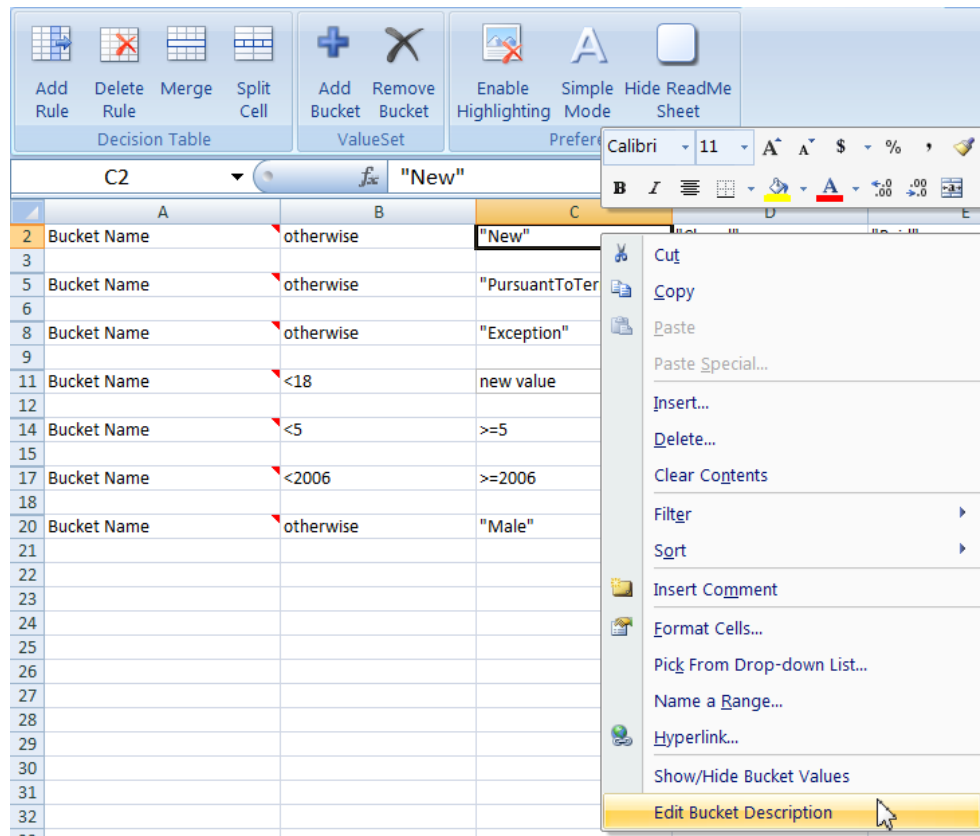 Add Delete Merge Split Add Remove Enable Simple Hide ReadMe
Rule Rule Cell Bucket Bucket Highlighting Mode Sheet
Decision Table ValueSet Prefere
Calibri 11 A A $ % ,
B I A .00 .00
C2 fx "New"
A B C D E
2 Bucket Name otherwise "New"
3
5 Bucket Name otherwise "PursuantToTer
6
8 Bucket Name otherwise "Exception"
9
11 Bucket Name <18 new value
12
14 Bucket Name <5 >=5
15
17 Bucket Name <2006 >=2006
18
20 Bucket Name otherwise "Male"
21
22
23
24
25
26
27
28
29
30
31
32
Cut
Copy
Paste
Paste Special...
Insert...
Delete...
Clear Contents
Filter
Sort
Insert Comment
Format Cells...
Pick From Drop-down List...
Name a Range...
Hyperlink...
Show/Hide Bucket Values
Edit Bucket Description